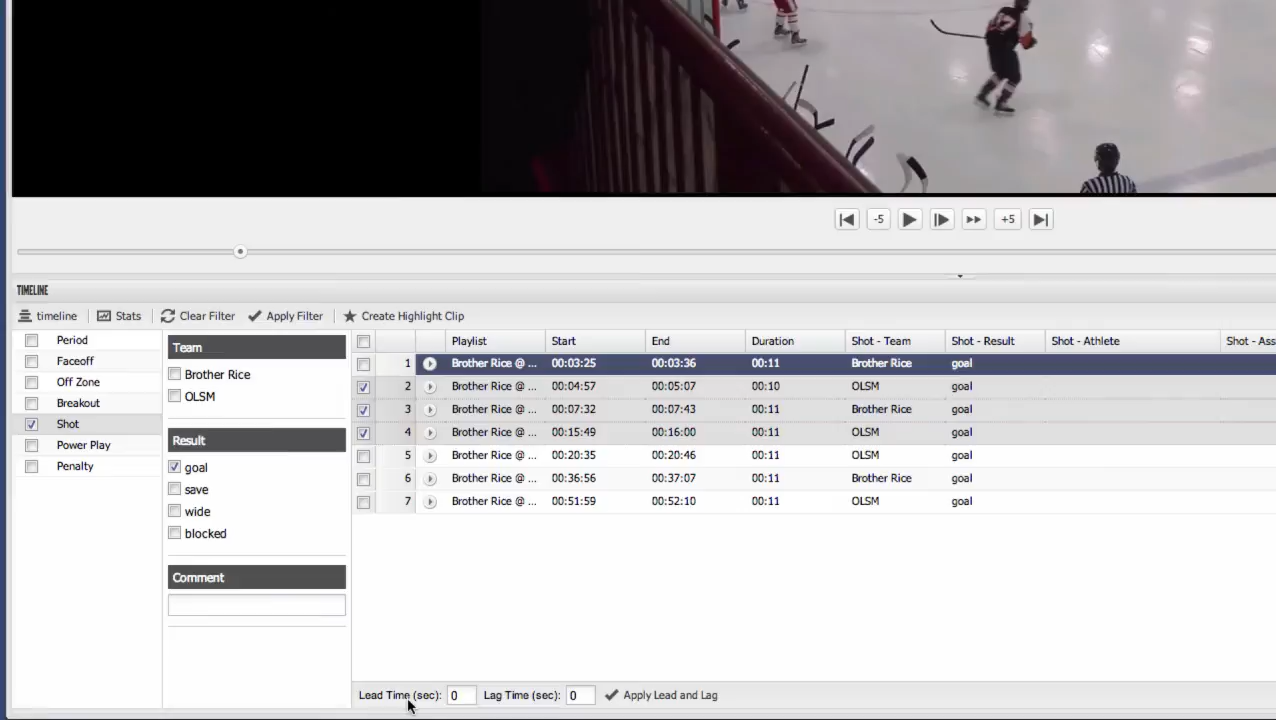 -5 +5
TIMELINE
timeline Stats Clear Filter Apply Filter Create Highlight Clip
Period
Faceoff
Off Zone
Breakout
Shot
Power Play
Penalty
Team
Brother Rice
OLSM
Result
goal
save
wide
blocked
Comment
Playlist Start End Duration Shot - Team Shot - Result Shot - Athlete Shot - Ass
1 Brother Rice @ ... 00:03:25 00:03:36 00:11 Brother Rice goal
2 Brother Rice @ ... 00:04:57 00:05:07 00:10 OLSM goal
3 Brother Rice @ ... 00:07:32 00:07:43 00:11 Brother Rice goal
4 Brother Rice @ ... 00:15:49 00:16:00 00:11 OLSM goal
5 Brother Rice @ ... 00:20:35 00:20:46 00:11 OLSM goal
6 Brother Rice @ ... 00:36:56 00:37:07 00:11 Brother Rice goal
7 Brother Rice @ ... 00:51:59 00:52:10 00:11 OLSM goal
Lead Time (sec): 0 Lag Time (sec): 0 Apply Lead and Lag